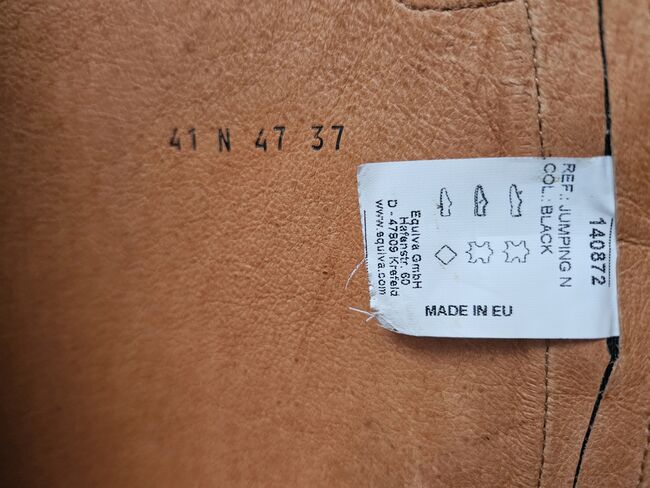 41 N 47 37
REF.: JUMPING N
COL.: BLACK
140872
Equiva GmbH
Hafenstr. 60
D - 47809 Krefeld
www.equiva.com
MADE IN EU